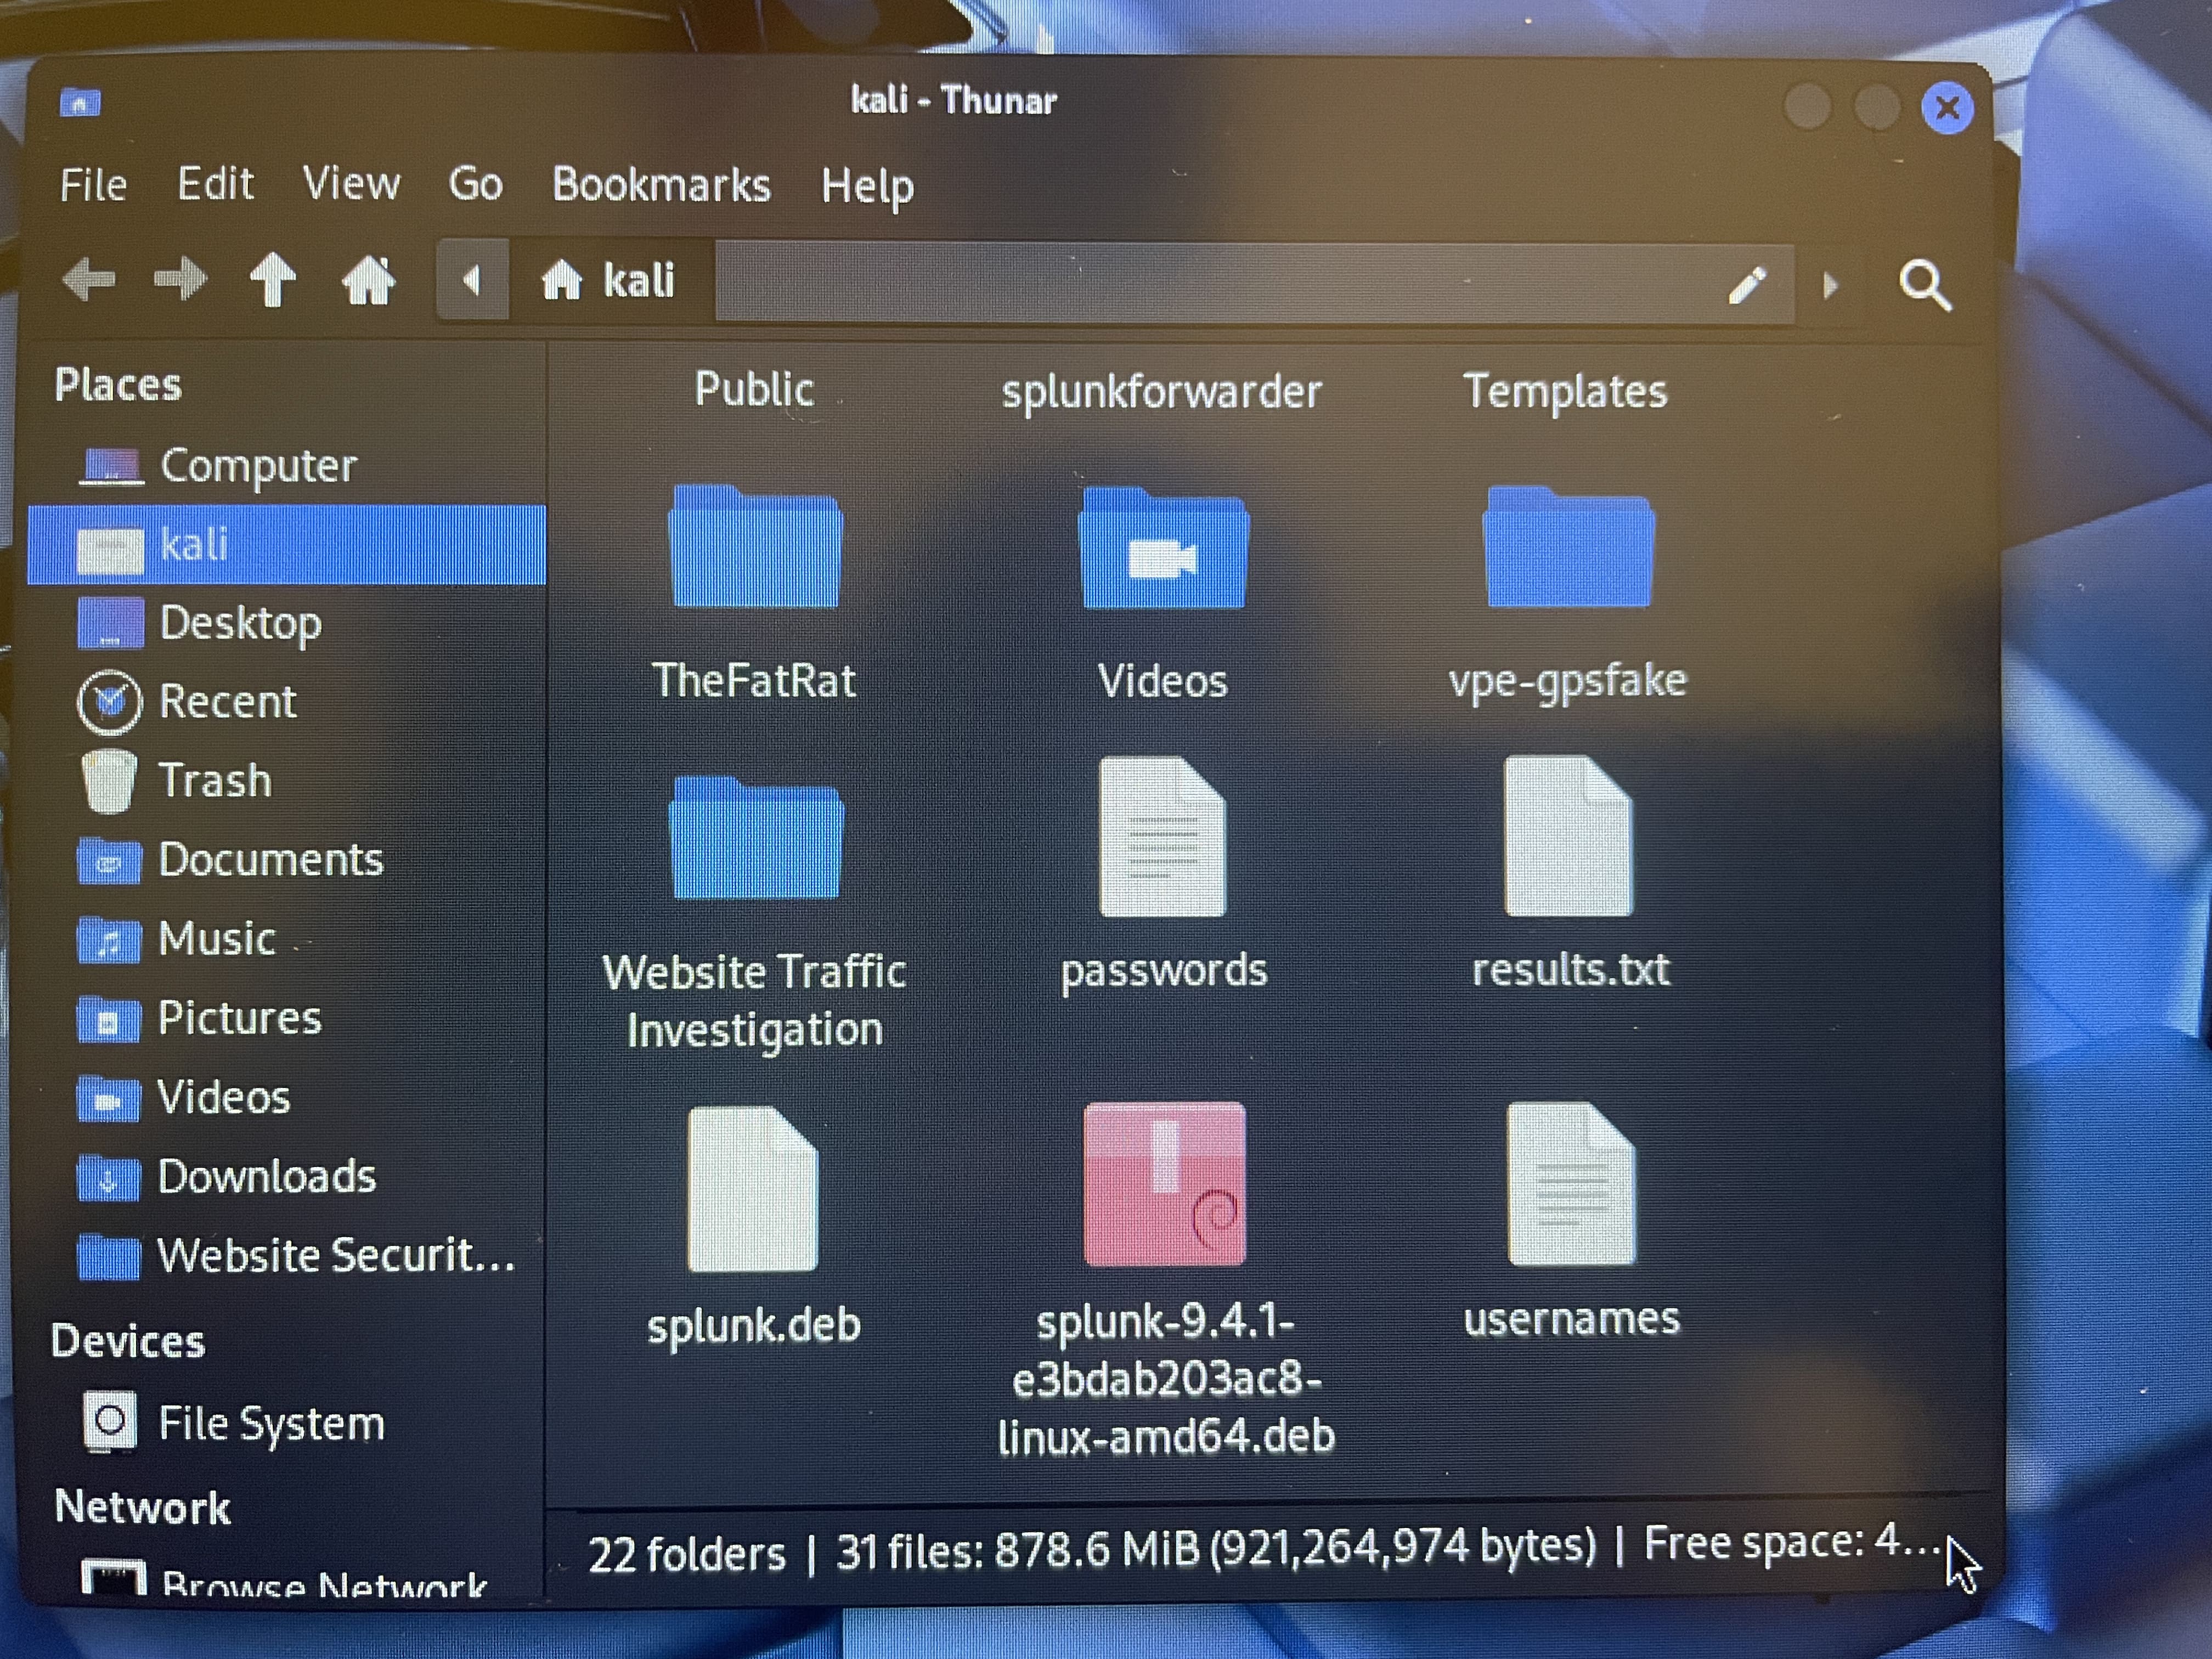 kali - Thunar
File Edit View Go Bookmarks Help
kali
Places
Computer
kali
Desktop
Recent
Trash
Documents
Music
Pictures
Videos
Downloads
Website Securit...
Devices
File System
Network
Browse Network
Public splunkforwarder Templates
TheFatRat Videos vpe-gpsfake
Website Traffic
Investigation
passwords
results.txt
splunk.deb
splunk-9.4.1-
e3bdab203ac8-
linux-amd64.deb
usernames
22 folders | 31 files: 878.6 MiB (921,264,974 bytes) | Free space: 4...